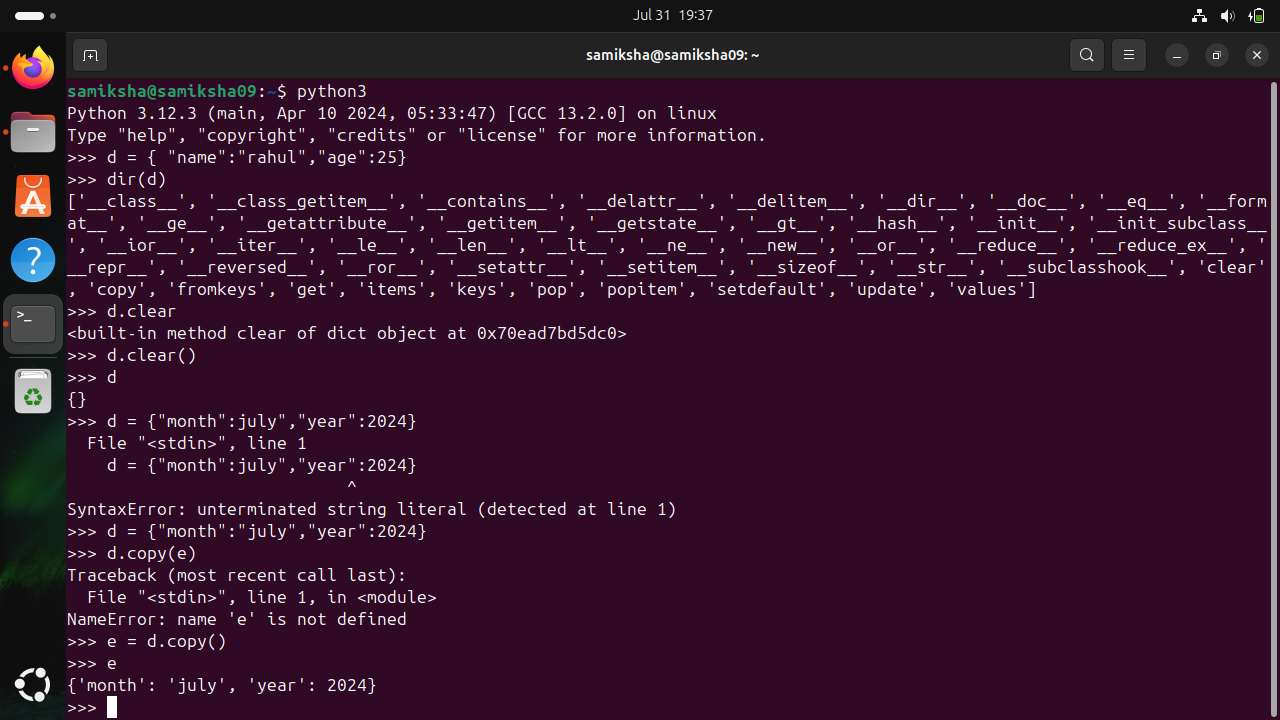 Jul 31 19:37
samiksha@samiksha09: ~
samiksha@samiksha09:~$ python3
Python 3.12.3 (main, Apr 10 2024, 05:33:47) [GCC 13.2.0] on linux
Type "help", "copyright", "credits" or "license" for more information.
>>> d = { "name":"rahul","age":25}
>>> dir(d)
['__class__', '__class_getitem__', '__contains__', '__delattr__', '__delitem__', '__dir__', '__doc__', '__eq__', '__form
at__', '__ge__', '__getattribute__', '__getitem__', '__getstate__', '__gt__', '__hash__', '__init__', '__init_subclass__
', '__ior__', '__iter__', '__le__', '__len__', '__lt__', '__ne__', '__new__', '__or__', '__reduce__', '__reduce_ex__', '
__repr__', '__reversed__', '__ror__', '__setattr__', '__setitem__', '__sizeof__', '__str__', '__subclasshook__', 'clear'
, 'copy', 'fromkeys', 'get', 'items', 'keys', 'pop', 'popitem', 'setdefault', 'update', 'values']
>>> d.clear
<built-in method clear of dict object at 0x70ead7bd5dc0>
>>> d.clear()
>>> d
{}
>>> d = {"month":july","year":2024}
  File "<stdin>", line 1
    d = {"month":july","year":2024}
                            ^
SyntaxError: unterminated string literal (detected at line 1)
>>> d = {"month":"july","year":2024}
>>> d.copy(e)
Traceback (most recent call last):
  File "<stdin>", line 1, in <module>
NameError: name 'e' is not defined
>>> e = d.copy()
>>> e
{'month': 'july', 'year': 2024}
>>>